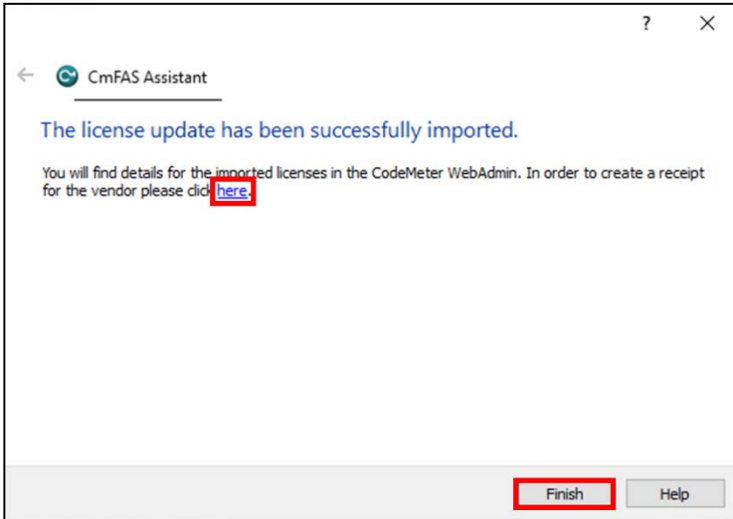 ?
CmFAS Assistant
The license update has been successfully imported.
You will find details for the imported licenses in the CodeMeter WebAdmin. In order to create a receipt
for the vendor please click here.
Finish Help